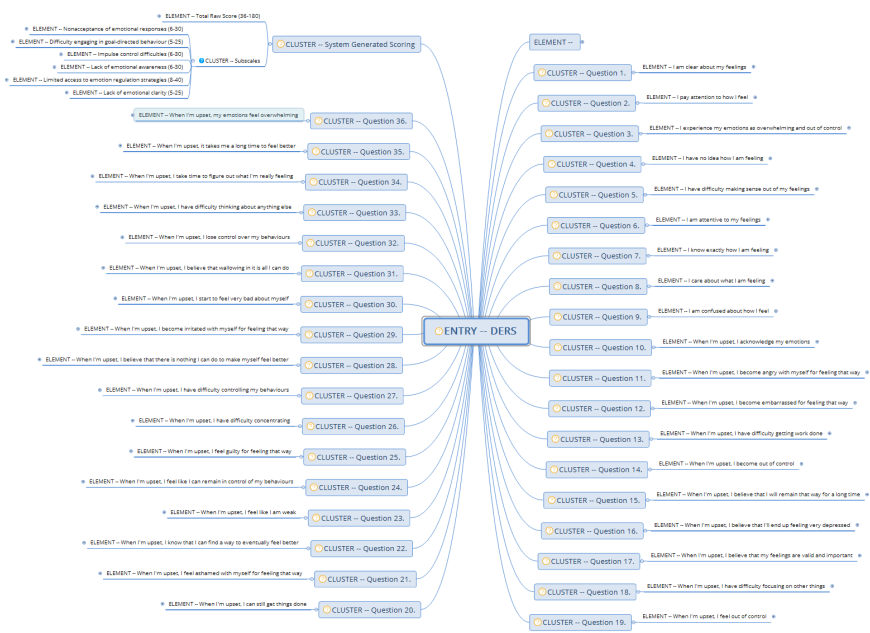 ENTRY -- DERS
ELEMENT --
CLUSTER -- Question 1.
ELEMENT -- I am clear about my feelings
CLUSTER -- Question 2.
ELEMENT -- I pay attention to how I feel
CLUSTER -- Question 3.
ELEMENT -- I experience my emotions as overwhelming and out of control
CLUSTER -- Question 4.
ELEMENT -- I have no idea how I am feeling
CLUSTER -- Question 5.
ELEMENT -- I have difficulty making sense out of my feelings
CLUSTER -- Question 6.
ELEMENT -- I am attentive to my feelings
CLUSTER -- Question 7.
ELEMENT -- I know exactly how I am feeling
CLUSTER -- Question 8.
ELEMENT -- I care about what I am feeling
CLUSTER -- Question 9.
ELEMENT -- I am confused about how I feel
CLUSTER -- Question 10.
ELEMENT -- When I'm upset, I acknowledge my emotions
CLUSTER -- Question 11.
ELEMENT -- When I'm upset, I become angry with myself for feeling that way
CLUSTER -- Question 12.
ELEMENT -- When I'm upset, I become embarrassed for feeling that way
CLUSTER -- Question 13.
ELEMENT -- When I'm upset, I have difficulty getting work done
CLUSTER -- Question 14.
ELEMENT -- When I'm upset, I become out of control
CLUSTER -- Question 15.
ELEMENT -- When I'm upset, I believe that I will remain that way for a long time
CLUSTER -- Question 16.
ELEMENT -- When I'm upset, I believe that I'll end up feeling very depressed
CLUSTER -- Question 17.
ELEMENT -- When I'm upset, I believe that my feelings are valid and important
CLUSTER -- Question 18.
ELEMENT -- When I'm upset, I have difficulty focusing on other things
CLUSTER -- Question 19.
ELEMENT -- When I'm upset, I feel out of control
CLUSTER -- Question 20.
ELEMENT -- When I'm upset, I can still get things done
CLUSTER -- Question 21.
ELEMENT -- When I'm upset, I feel ashamed with myself for feeling that way
CLUSTER -- Question 22.
ELEMENT -- When I'm upset, I know that I can find a way to eventually feel better
CLUSTER -- Question 23.
ELEMENT -- When I'm upset, I feel like I am weak
CLUSTER -- Question 24.
ELEMENT -- When I'm upset, I feel like I can remain in control of my behaviours
CLUSTER -- Question 25.
ELEMENT -- When I'm upset, I feel guilty for feeling that way
CLUSTER -- Question 26.
ELEMENT -- When I'm upset, I have difficulty concentrating
CLUSTER -- Question 27.
ELEMENT -- When I'm upset, I have difficulty controlling my behaviours
CLUSTER -- Question 28.
ELEMENT -- When I'm upset, I believe that there is nothing I can do to make myself feel better
CLUSTER -- Question 29.
ELEMENT -- When I'm upset, I become irritated with myself for feeling that way
CLUSTER -- Question 30.
ELEMENT -- When I'm upset, I start to feel very bad about myself
CLUSTER -- Question 31.
ELEMENT -- When I'm upset, I believe that wallowing in it is all I can do
CLUSTER -- Question 32.
ELEMENT -- When I'm upset, I lose control over my behaviours
CLUSTER -- Question 33.
ELEMENT -- When I'm upset, I have difficulty thinking about anything else
CLUSTER -- Question 34.
ELEMENT -- When I'm upset, I take time to figure out what I'm really feeling
CLUSTER -- Question 35.
ELEMENT -- When I'm upset, it takes me a long time to feel better
CLUSTER -- Question 36.
ELEMENT -- When I'm upset, my emotions feel overwhelming
CLUSTER -- System Generated Scoring
ELEMENT -- Total Raw Score (36-180)
CLUSTER -- Subscales
ELEMENT -- Nonacceptance of emotional responses (6-30)
ELEMENT -- Difficulty engaging in goal-directed behaviour (5-25)
ELEMENT -- Impulse control difficulties (6-30)
ELEMENT -- Lack of emotional awareness (6-30)
ELEMENT -- Limited access to emotion regulation strategies (8-40)
ELEMENT -- Lack of emotional clarity (5-25)